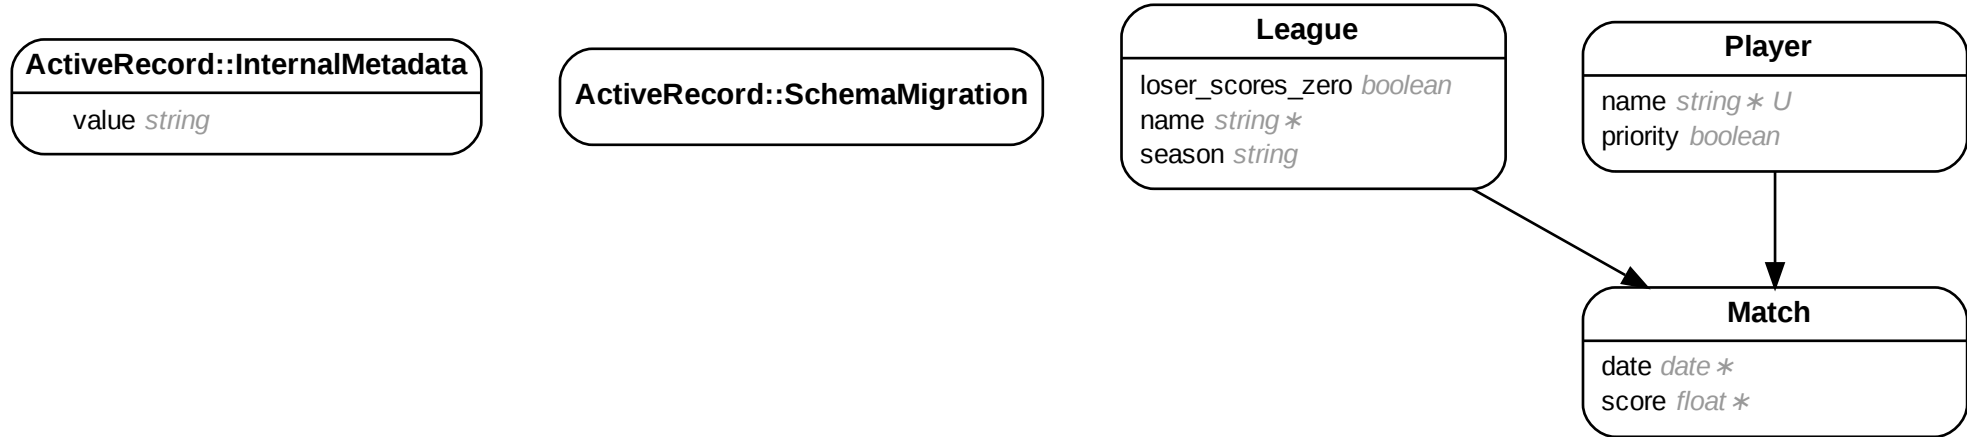 ActiveRecord::InternalMetadata
value string
ActiveRecord::SchemaMigration
League
loser_scores_zero boolean
name string ∗
season string
Player
name string ∗ U
priority boolean
Match
date date ∗
score float ∗